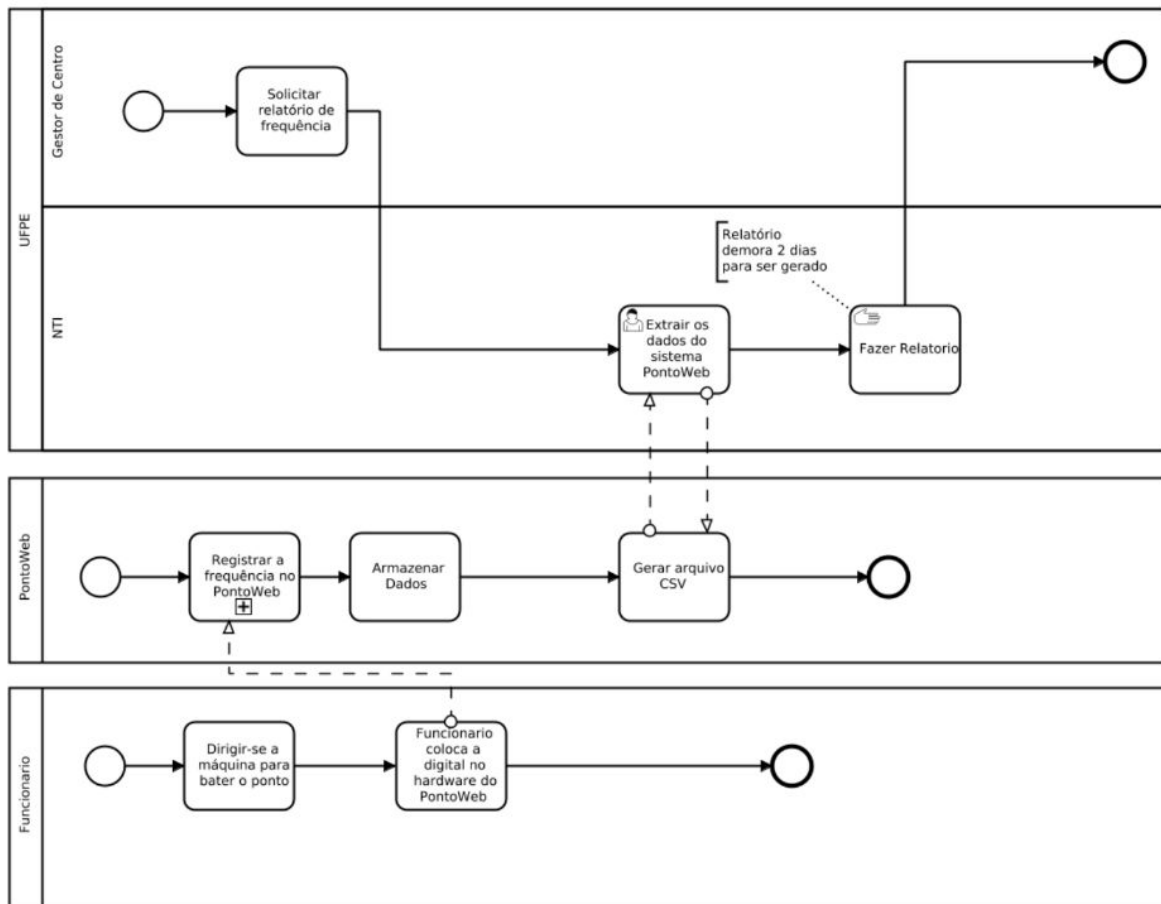 UFPE
Gestor de Centro
Solicitar
relatório de
frequência
NTI
Relatório
demora 2 dias
para ser gerado
Extrair os
dados do
sistema
PontoWeb
Fazer Relatorio
PontoWeb
Registrar a
frequência no
PontoWeb
Armazenar
Dados
Gerar arquivo
CSV
Funcionario
Dirigir-se a
máquina para
bater o ponto
Funcionario
coloca a
digital no
hardware do
PontoWeb